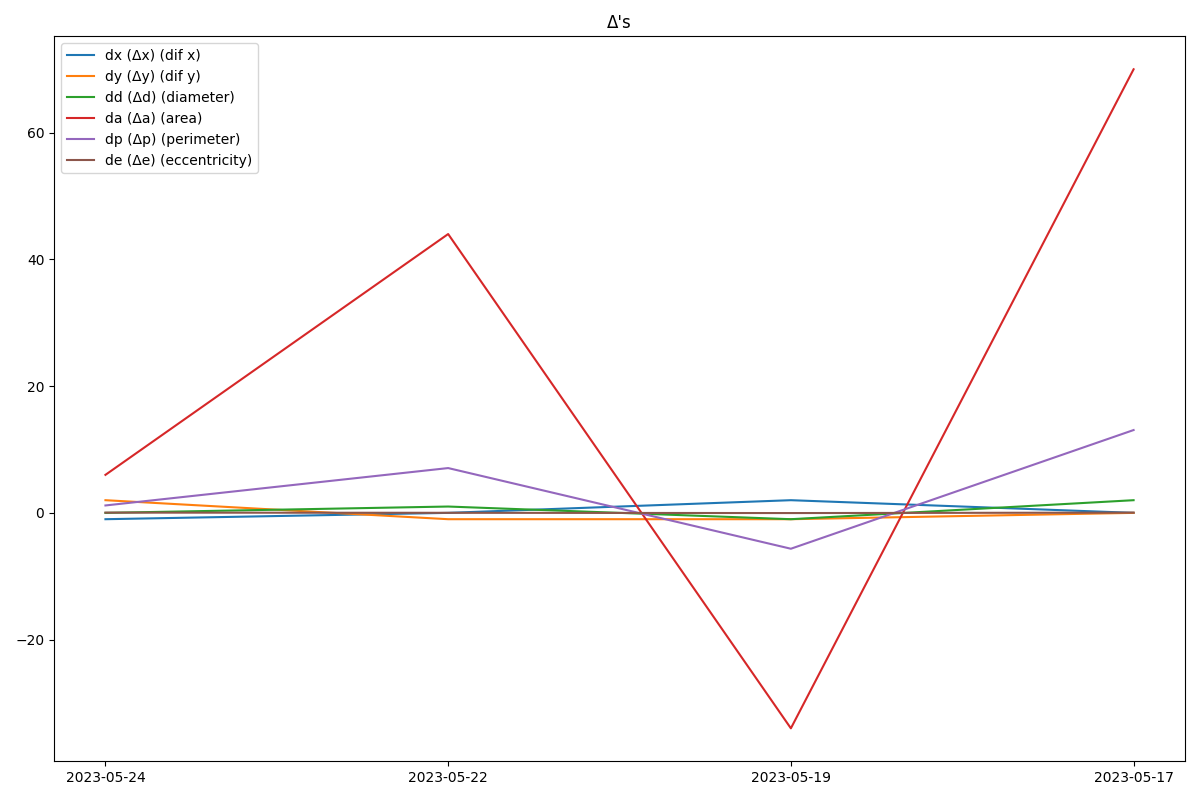 Δ's
dx (Δx) (dif x)
dy (Δy) (dif y)
dd (Δd) (diameter)
da (Δa) (area)
dp (Δp) (perimeter)
de (Δe) (eccentricity)
60
40
20
0
−20
2023-05-24 2023-05-22 2023-05-19 2023-05-17